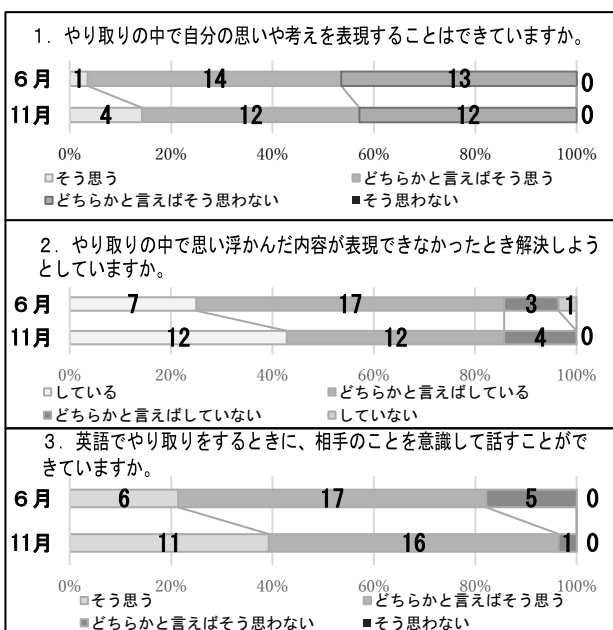 1．やり取りの中で自分の思いや考えを表現することはできていますか。
6月 1 14 13 0
11月 4 12 12 0
0% 20% 40% 60% 80% 100%
そう思う どちらかと言えばそう思う
どちらかと言えばそう思わない そう思わない
2．やり取りの中で思い浮かんだ内容が表現できなかったとき解決しよう
としていますか。
6月 7 17 3 1
11月 12 12 4 0
0% 20% 40% 60% 80% 100%
している どちらかと言えばしている
どちらかと言えばしていない していない
3．英語でやり取りをするときに、相手のことを意識して話すことがで
きていますか。
6月 6 17 5 0
11月 11 16 1 0
0% 20% 40% 60% 80% 100%
そう思う どちらかと言えばそう思う
どちらかと言えばそう思わない そう思わない